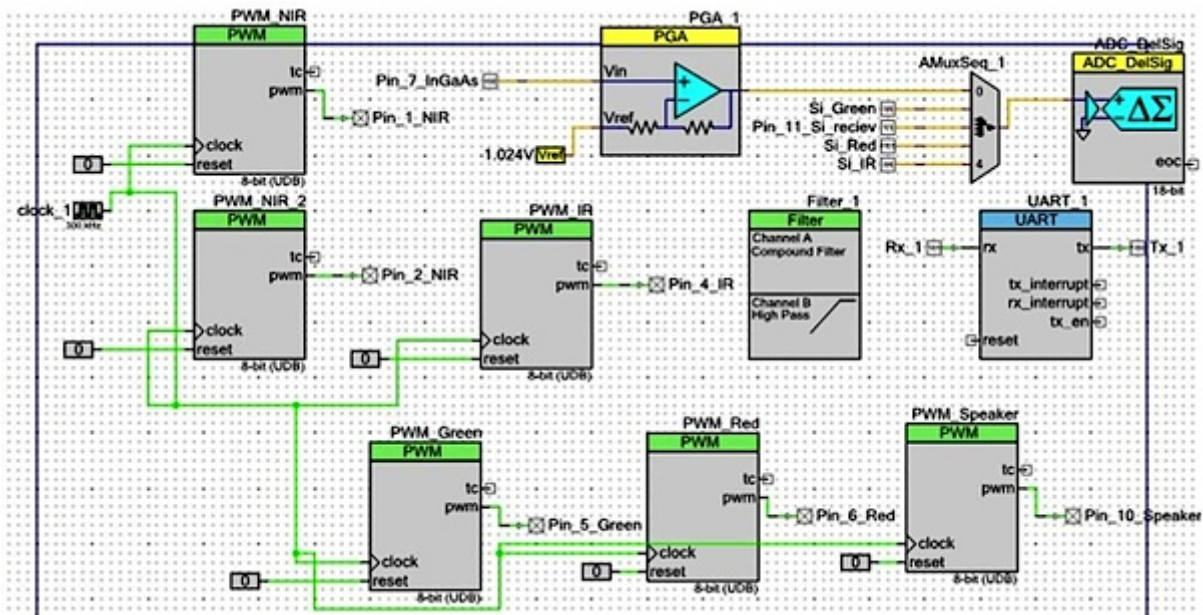 PWM_NIR
PWM
tc
pwm
Pin_1_NIR
clock
0
reset
8-bit (UDB)
clock_1
PGA_1
PGA
Pin_7_InGaAs
Vin
Vref
-1.024V
Vref
AMuxSeq_1
0
Si_Green
Pin_11_Si_reciev
Si_Red
Si_IR
4
ADC_DelSig
ADC_DelSig
ΔΣ
eoc
18-bit
PWM_NIR_2
PWM
tc
pwm
Pin_2_NIR
clock
0
reset
8-bit (UDB)
PWM_IR
PWM
tc
pwm
Pin_4_IR
clock
0
reset
8-bit (UDB)
Filter_1
Filter
Channel A
Compound Filter
Channel B
High Pass
UART_1
UART
Rx_1
rx
tx
Tx_1
tx_interrupt
rx_interrupt
tx_en
reset
PWM_Green
PWM
tc
pwm
Pin_5_Green
clock
0
reset
8-bit (UDB)
PWM_Red
PWM
tc
pwm
Pin_6_Red
clock
0
reset
8-bit (UDB)
PWM_Speaker
PWM
tc
pwm
Pin_10_Speaker
clock
0
reset
8-bit (UDB)